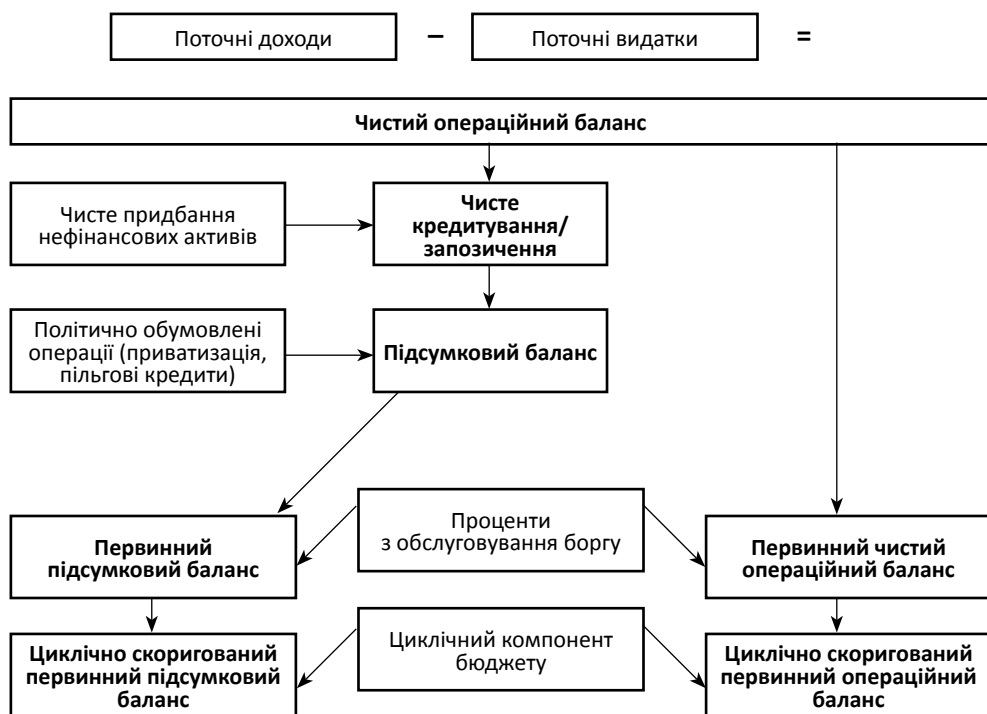 Поточні доходи – Поточні видатки =
Чистий операційний баланс
Чисте придбання
нефінансових активів
Чисте
кредитування/
запозичення
Політично обумовлені
операції (приватизація,
пільгові кредити)
Підсумковий баланс
Первинний
підсумковий баланс
Проценти
з обслуговування боргу
Первинний чистий
операційний баланс
Циклічно скоригований
первинний підсумковий
баланс
Циклічний компонент
бюджету
Циклічно скоригований
первинний операційний
баланс